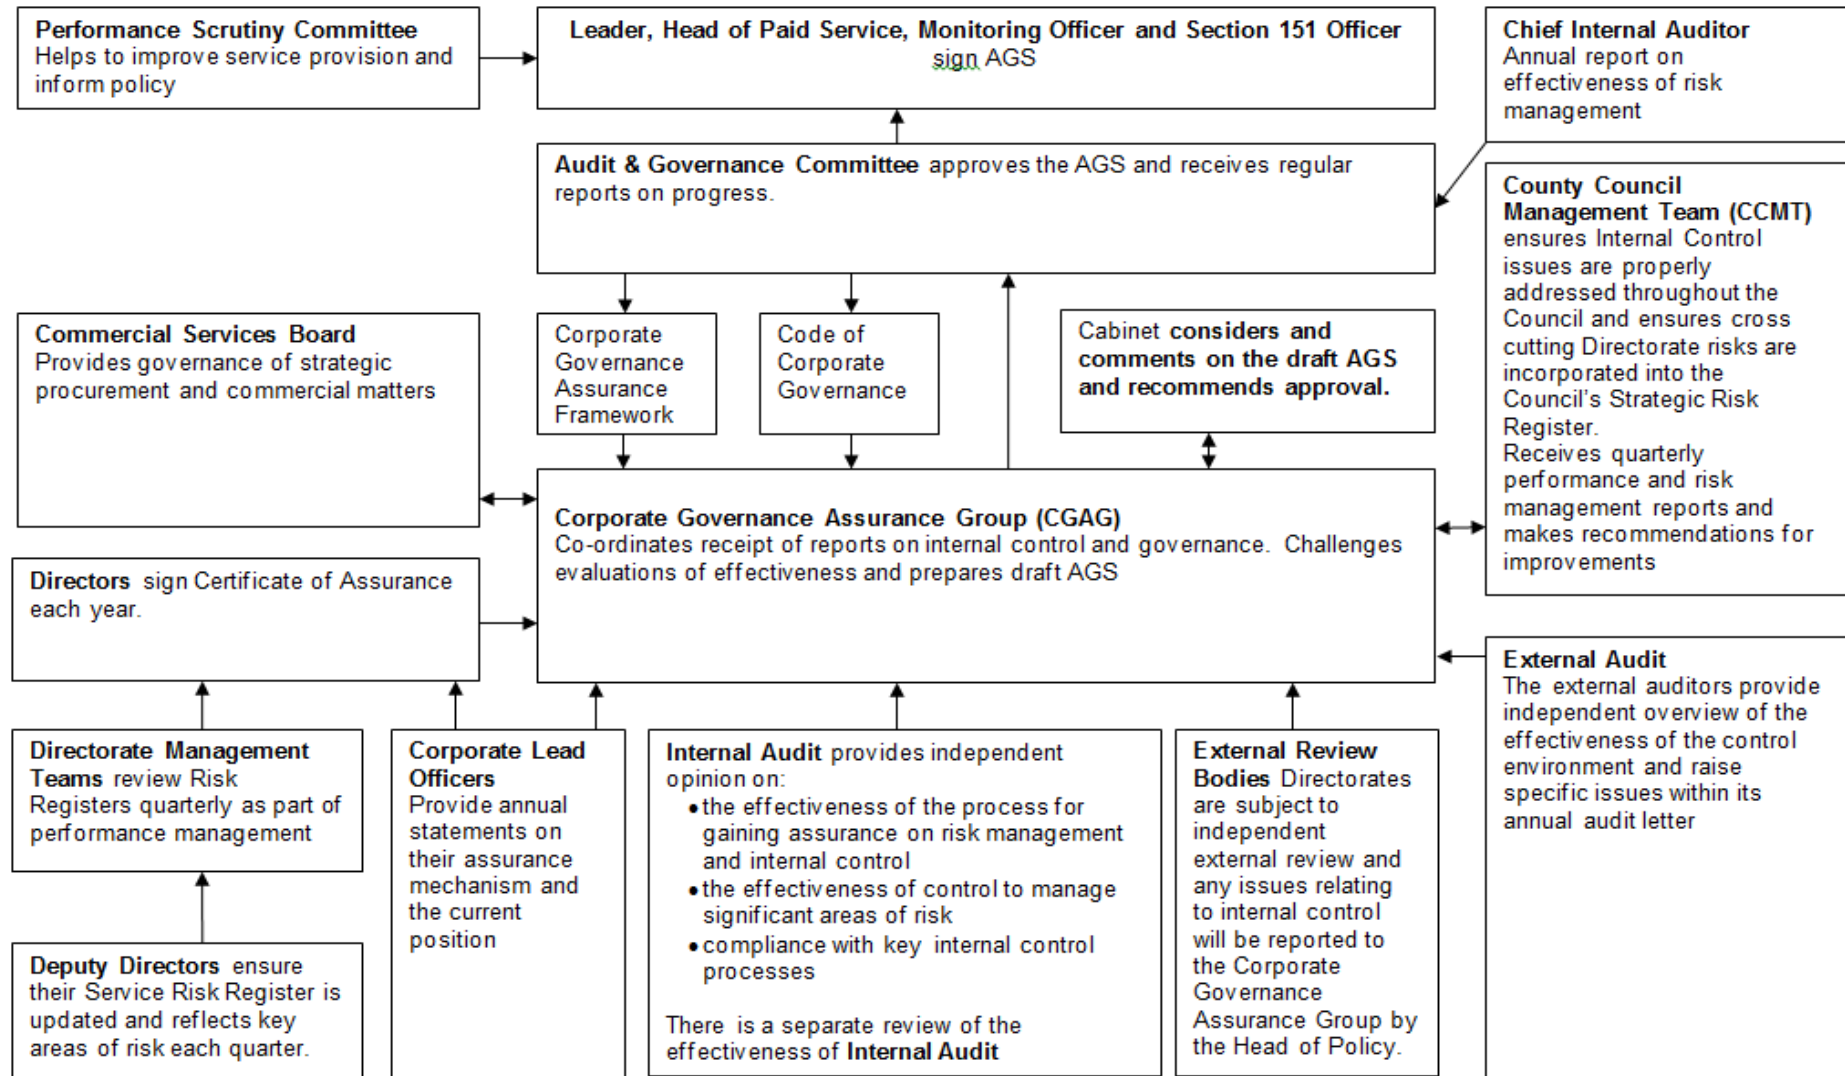 Performance Scrutiny Committee
Helps to improve service provision and
inform policy
Leader, Head of Paid Service, Monitoring Officer and Section 151 Officer
sign AGS
Chief Internal Auditor
Annual report on
effectiveness of risk
management
Audit & Governance Committee approves the AGS and receives regular
reports on progress.
County Council
Management Team (CCMT)
ensures Internal Control
issues are properly
addressed throughout the
Council and ensures cross
cutting Directorate risks are
incorporated into the
Council's Strategic Risk
Register.
Receives quarterly
performance and risk
management reports and
makes recommendations for
improvements
Commercial Services Board
Provides governance of strategic
procurement and commercial matters
Corporate
Governance
Assurance
Framework
Code of
Corporate
Governance
Cabinet considers and
comments on the draft AGS
and recommends approval.
Corporate Governance Assurance Group (CGAG)
Co-ordinates receipt of reports on internal control and governance. Challenges
evaluations of effectiveness and prepares draft AGS
Directors sign Certificate of Assurance
each year.
External Audit
The external auditors provide
independent overview of the
effectiveness of the control
environment and raise
specific issues within its
annual audit letter
Directorate Management
Teams review Risk
Registers quarterly as part of
performance management
Corporate Lead
Officers
Provide annual
statements on
their assurance
mechanism and
the current
position
Internal Audit provides independent
opinion on:
•the effectiveness of the process for
gaining assurance on risk management
and internal control
•the effectiveness of control to manage
significant areas of risk
•compliance with key internal control
processes
There is a separate review of the
effectiveness of Internal Audit
External Review
Bodies Directorates
are subject to
independent
external review and
any issues relating
to internal control
will be reported to
the Corporate
Governance
Assurance Group by
the Head of Policy.
Deputy Directors ensure
their Service Risk Register is
updated and reflects key
areas of risk each quarter.